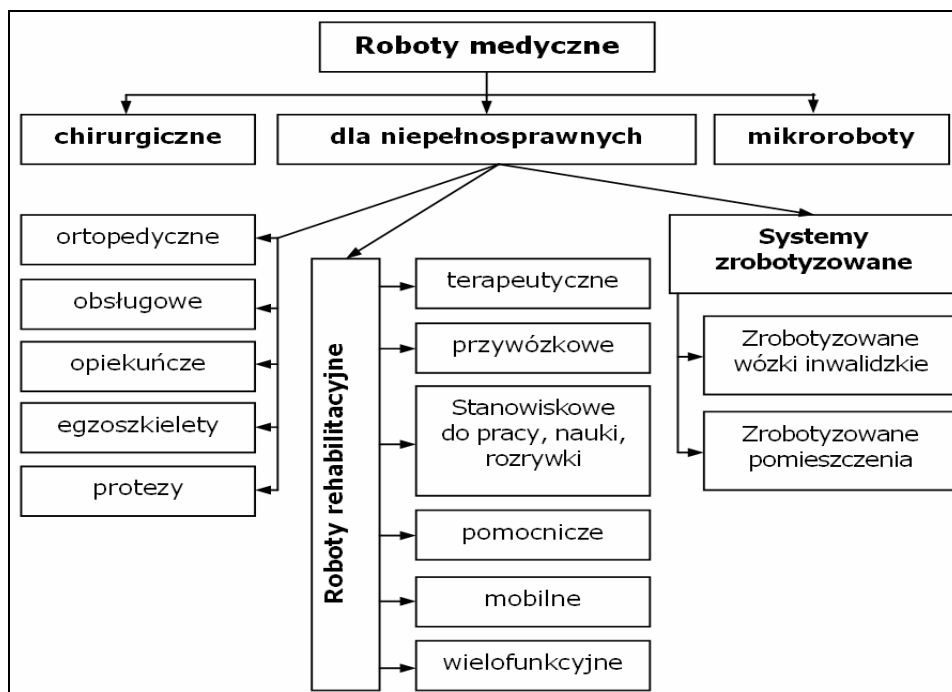 Roboty medyczne
chirurgiczne
dla niepełnosprawnych
mikroroboty
ortopedyczne
obsługowe
opiekuńcze
egzoszkielety
protezy
Roboty rehabilitacyjne
terapeutyczne
przywózkowe
Stanowiskowe
do pracy, nauki,
rozrywki
pomocnicze
mobilne
wielofunkcyjne
Systemy
zrobotyzowane
Zrobotyzowane
wózki inwalidzkie
Zrobotyzowane
pomieszczenia